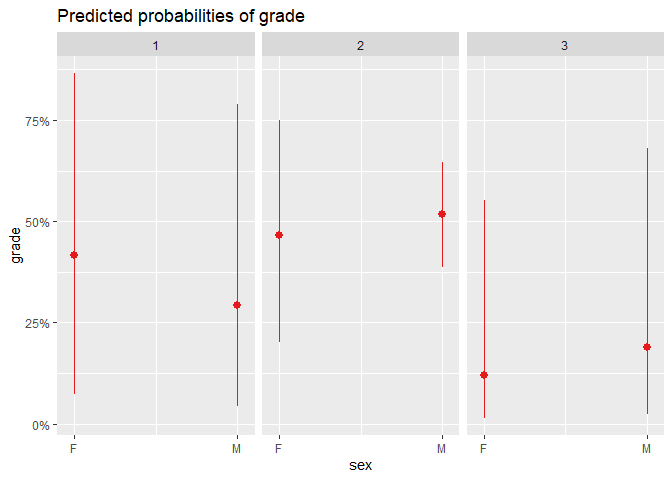 Predicted probabilities of grade
1 2 3
75%
50%
25%
0%
grade
F M F M F M
sex